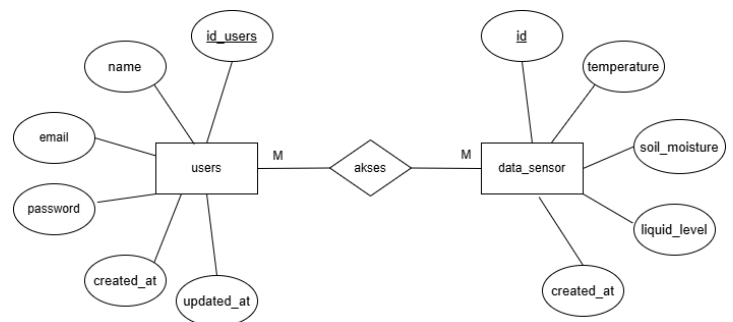 id_users
id
name
temperature
email
soil_moisture
users
M
akses
M
data_sensor
password
liquid_level
created_at
updated_at
created_at